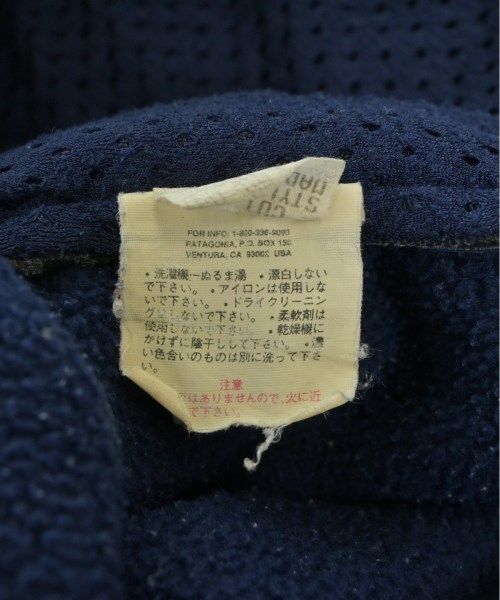 CUT
STYL
MAD
FOR INFO: 1-800-336-9090
PATAGONIA, P.O. BOX 150
VENTURA, CA 93002 USA
・洗濯機ーぬるま湯 ・漂白しない
で下さい。 ・アイロンは使用しな
いで下さい。 ・ドライクリーニン
しないで下さい。 ・柔軟剤は
使用しない下さい。 ・乾燥機に
かけずに陰干しして下さい。 ・濃
い色合いのものは別に洗って下さ
い。
注意
はありませんので、火に近
で下さい。